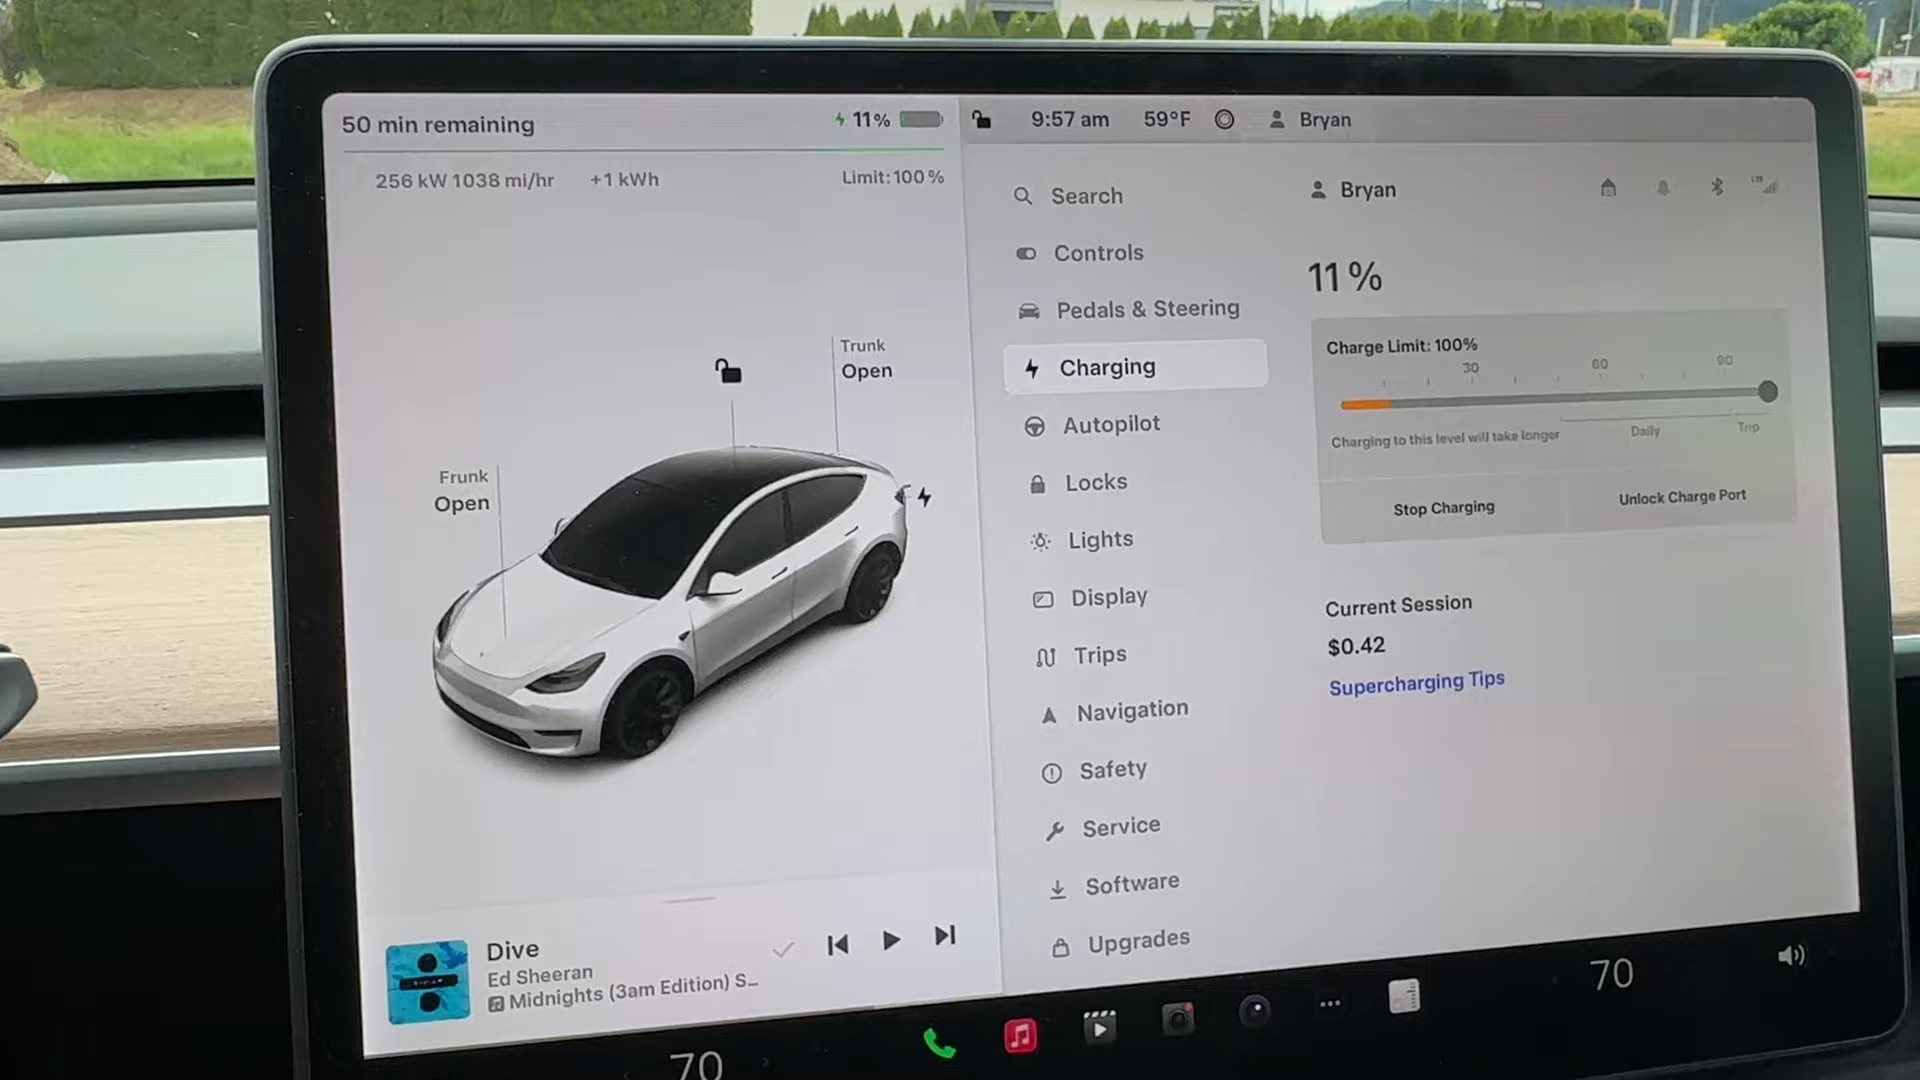 50 min remaining
11%
256 kW 1038 mi/hr
+1 kWh
Limit: 100%
Trunk
Open
Frunk
Open
Dive
Ed Sheeran
Midnights (3am Edition) S...
9:57 am
59°F
Bryan
Search
Controls
Pedals & Steering
Charging
Autopilot
Locks
Lights
Display
Trips
Navigation
Safety
Service
Software
Upgrades
Bryan
LTE
11%
Charge Limit: 100%
30
60
90
Charging to this level will take longer
Daily
Trip
Stop Charging
Unlock Charge Port
Current Session
$0.42
Supercharging Tips
70
70